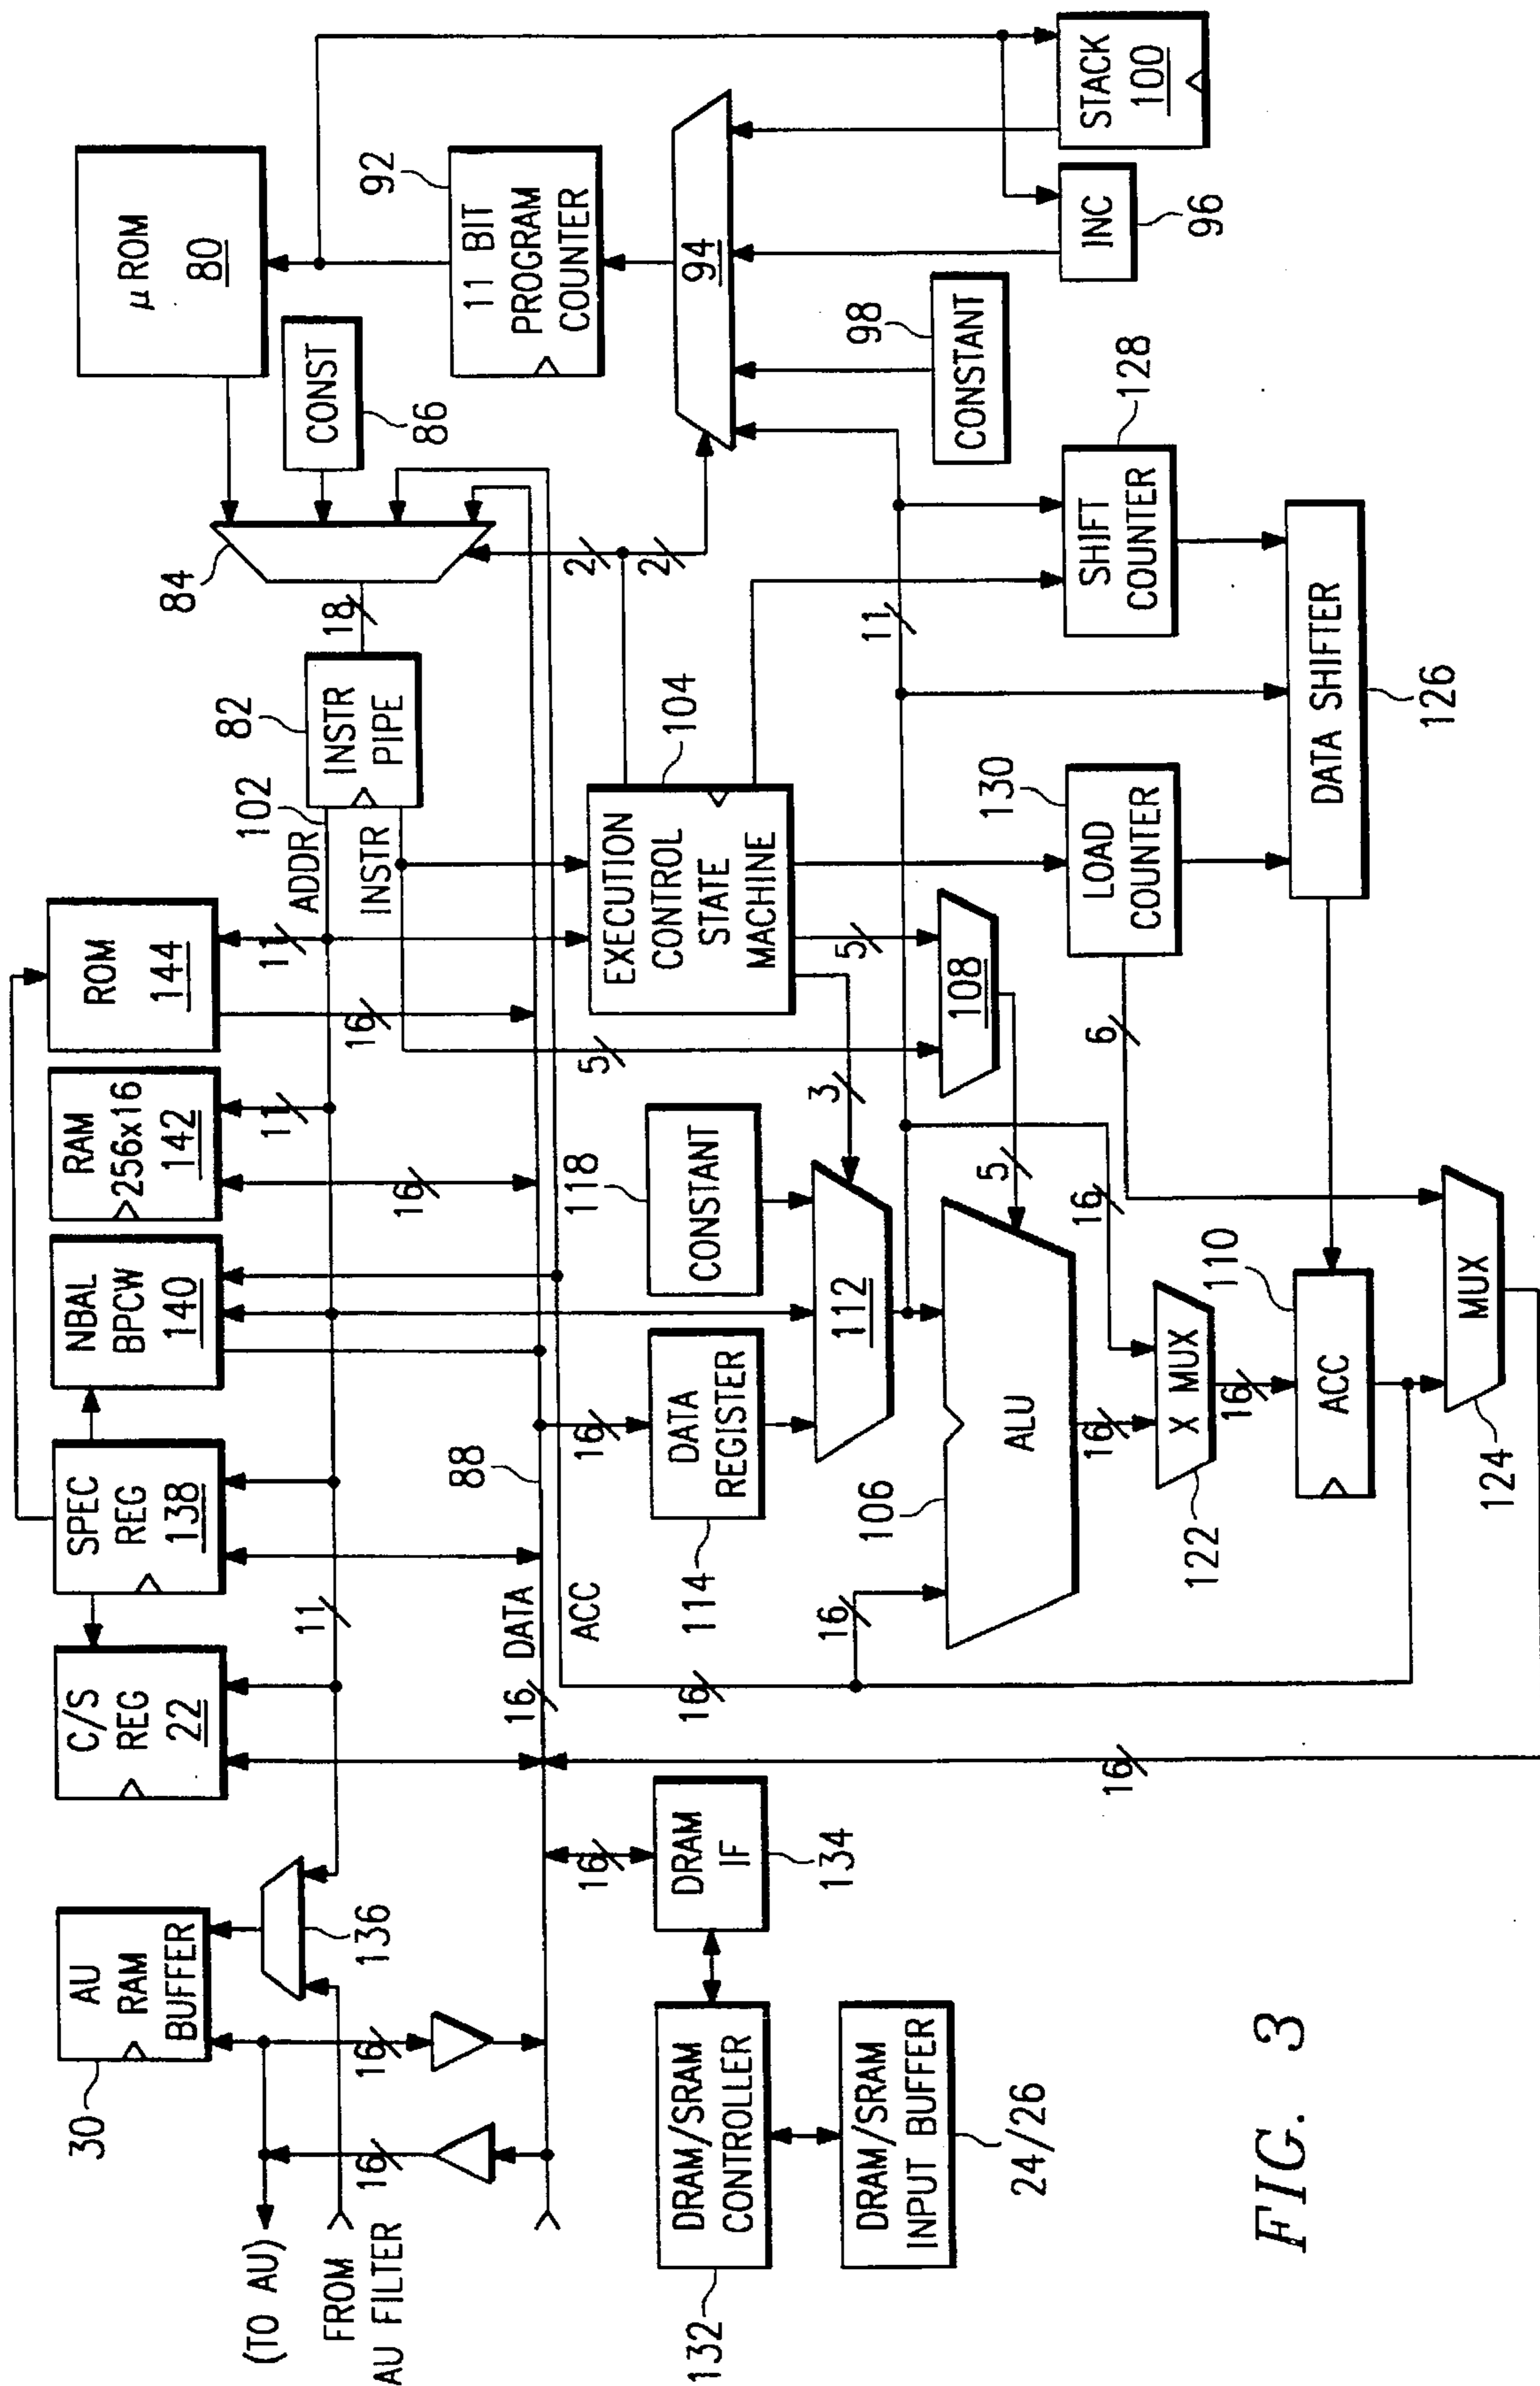 AU
RAM
BUFFER
30
136
C/S
REG
22
SPEC
REG
138
NBAL
BPCW
140
RAM
256x16
142
ROM
144
µ ROM
80
11
11
11
16
16
ADDR
102
INSTR
INSTR
PIPE
82
18
84
CONST
86
11 BIT
PROGRAM
COUNTER
92
94
2
2
(TO AU)
FROM
AU FILTER
16
16
16
DATA
ACC
88
16
16
DATA
REGISTER
114
CONSTANT
118
112
3
5
5
EXECUTION
CONTROL
STATE
MACHINE
104
CONSTANT
98
INC
96
STACK
100
DRAM
IF
134
16
DRAM/SRAM
CONTROLLER
132
DRAM/SRAM
INPUT BUFFER
24/26
16
16
ALU
106
5
108
11
16
16
X MUX
122
16
ACC
110
MUX
124
6
LOAD
COUNTER
130
SHIFT
COUNTER
128
DATA SHIFTER
126
FIG. 3